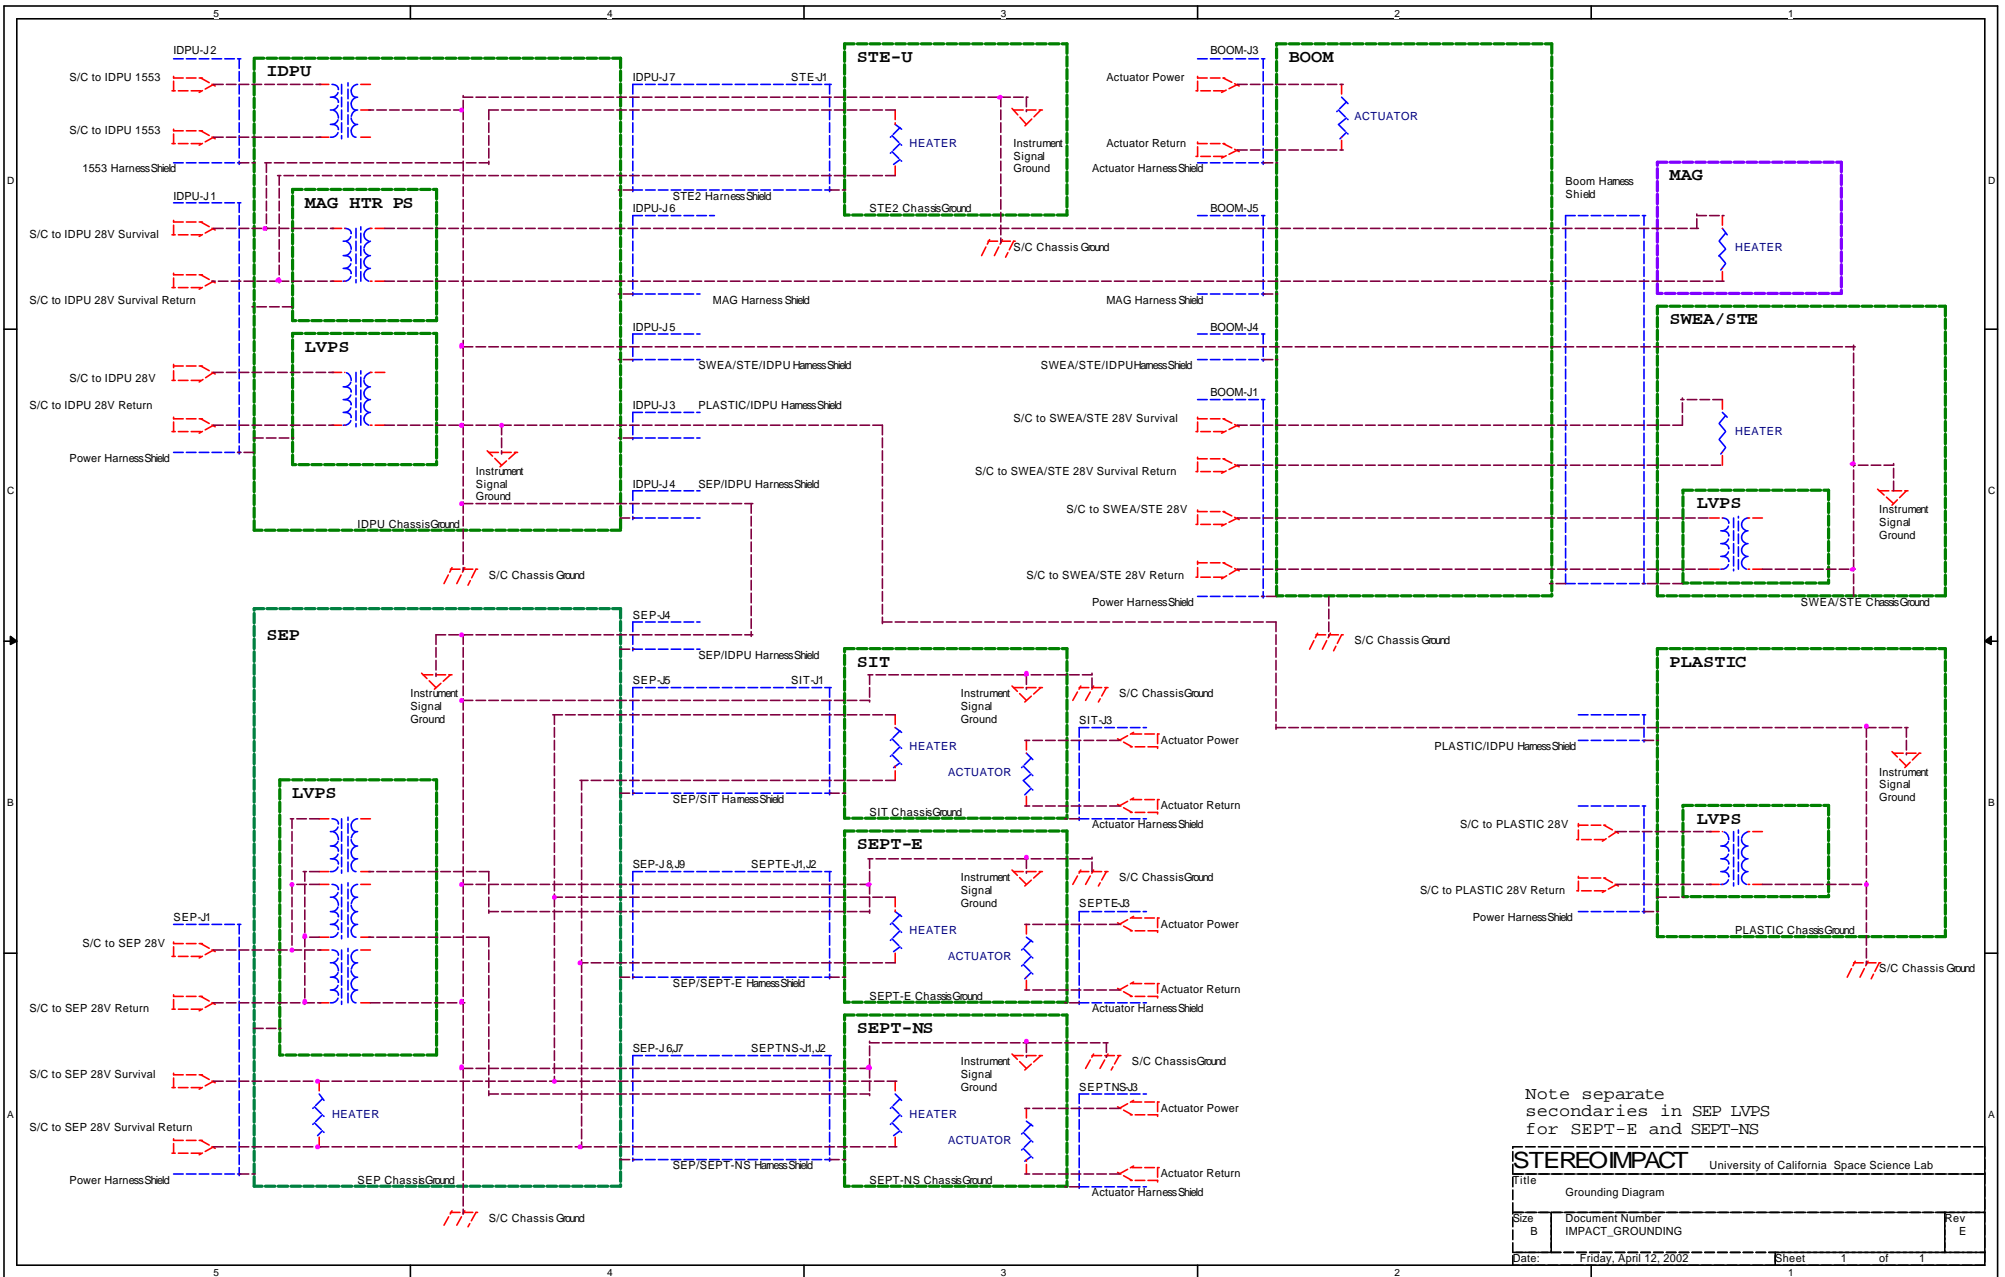 5
4
3
2
1
D
C
B
A
D
C
B
A
IDPU-J2
S/C to IDPU 1553
S/C to IDPU 1553
1553 Harness Shield
IDPU-J1
S/C to IDPU 28V Survival
S/C to IDPU 28V Survival Return
S/C to IDPU 28V
S/C to IDPU 28V Return
Power Harness Shield
IDPU
MAG HTR PS
LVPS
Instrument
Signal
Ground
IDPU Chassis Ground
S/C Chassis Ground
IDPU-J7
STE-J1
STE2 Harness Shield
IDPU-J6
MAG Harness Shield
IDPU-J5
SWEA/STE/IDPU Harness Shield
IDPU-J3
PLASTIC/IDPU Harness Shield
IDPU-J4
SEP/IDPU Harness Shield
STE-U
HEATER
Instrument
Signal
Ground
STE2 Chassis Ground
S/C Chassis Ground
BOOM-J3
Actuator Power
Actuator Return
Actuator Harness Shield
BOOM-J5
MAG Harness Shield
BOOM-J4
SWEA/STE/IDPU Harness Shield
BOOM-J1
S/C to SWEA/STE 28V Survival
S/C to SWEA/STE 28V Survival Return
S/C to SWEA/STE 28V
S/C to SWEA/STE 28V Return
Power Harness Shield
BOOM
ACTUATOR
S/C Chassis Ground
Boom Harness
Shield
MAG
HEATER
SWEA/STE
HEATER
LVPS
Instrument
Signal
Ground
SWEA/STE Chassis Ground
SEP
Instrument
Signal
Ground
LVPS
SEP-J1
S/C to SEP 28V
S/C to SEP 28V Return
S/C to SEP 28V Survival
S/C to SEP 28V Survival Return
Power Harness Shield
HEATER
SEP Chassis Ground
S/C Chassis Ground
SEP-J4
SEP/IDPU Harness Shield
SEP-J5
SIT-J1
SEP/SIT Harness Shield
SEP-J8,J9
SEPTE-J1,J2
SEP/SEPT-E Harness Shield
SEP-J6,J7
SEPTNS-J1,J2
SEP/SEPT-NS Harness Shield
SIT
Instrument
Signal
Ground
HEATER
ACTUATOR
SIT Chassis Ground
S/C Chassis Ground
SIT-J3
Actuator Power
Actuator Return
Actuator Harness Shield
SEPT-E
Instrument
Signal
Ground
HEATER
ACTUATOR
SEPT-E Chassis Ground
S/C Chassis Ground
SEPTE-J3
Actuator Power
Actuator Return
Actuator Harness Shield
SEPT-NS
Instrument
Signal
Ground
HEATER
ACTUATOR
SEPT-NS Chassis Ground
S/C Chassis Ground
SEPTNS-J3
Actuator Power
Actuator Return
Actuator Harness Shield
PLASTIC
PLASTIC/IDPU Harness Shield
S/C to PLASTIC 28V
S/C to PLASTIC 28V Return
Power Harness Shield
LVPS
Instrument
Signal
Ground
PLASTIC Chassis Ground
S/C Chassis Ground
Note separate
secondaries in SEP LVPS
for SEPT-E and SEPT-NS
STEREO IMPACT University of California Space Science Lab
Title
Grounding Diagram
Size Document Number Rev
B IMPACT_GROUNDING E
Date: Friday, April 12, 2002 Sheet 1 of 1
5
4
3
2
1